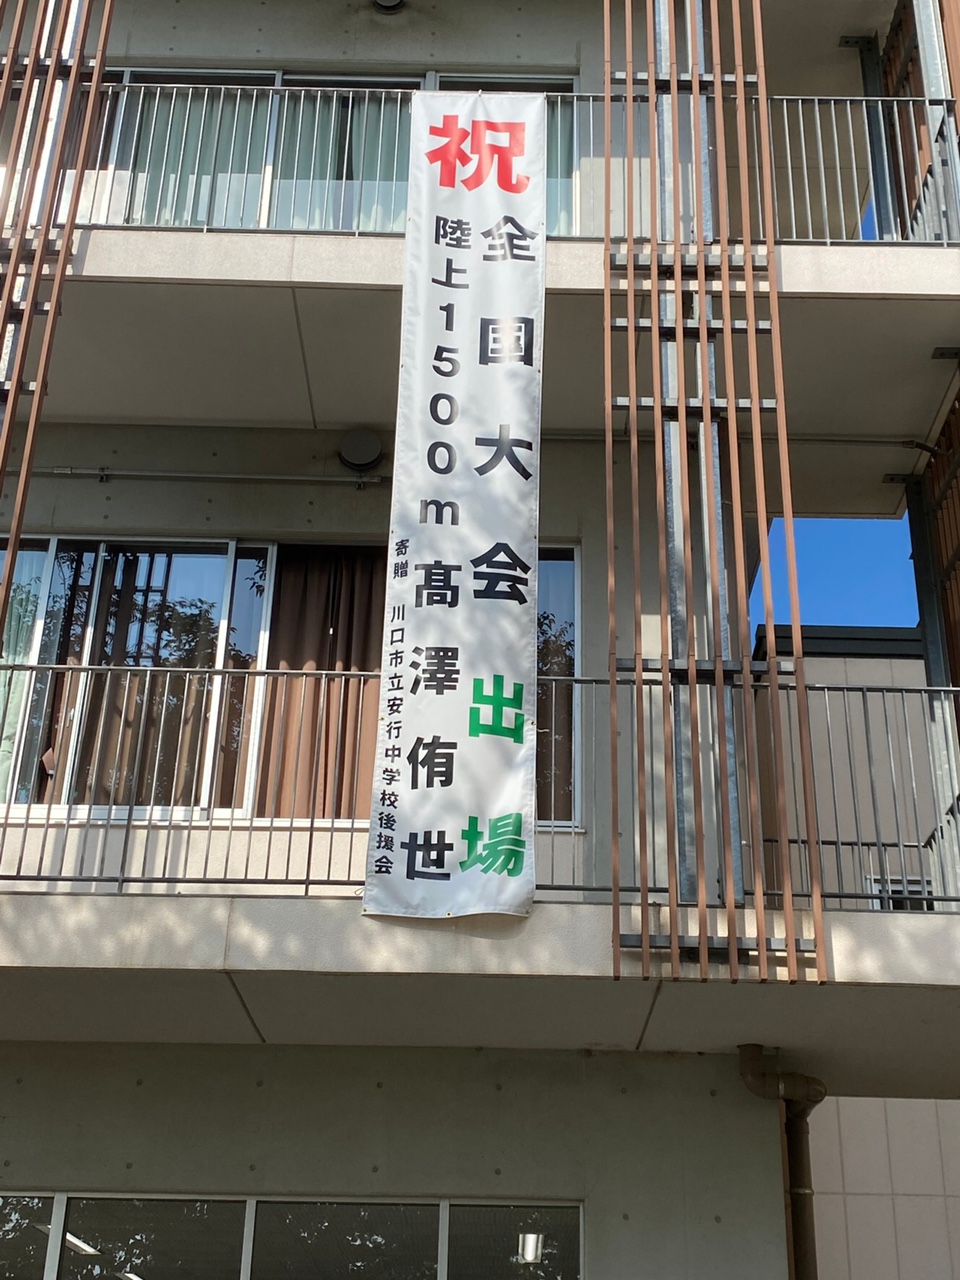 祝
全国大会出場
陸上1500m髙澤侑世
寄贈 川口市立安行中学校後援会